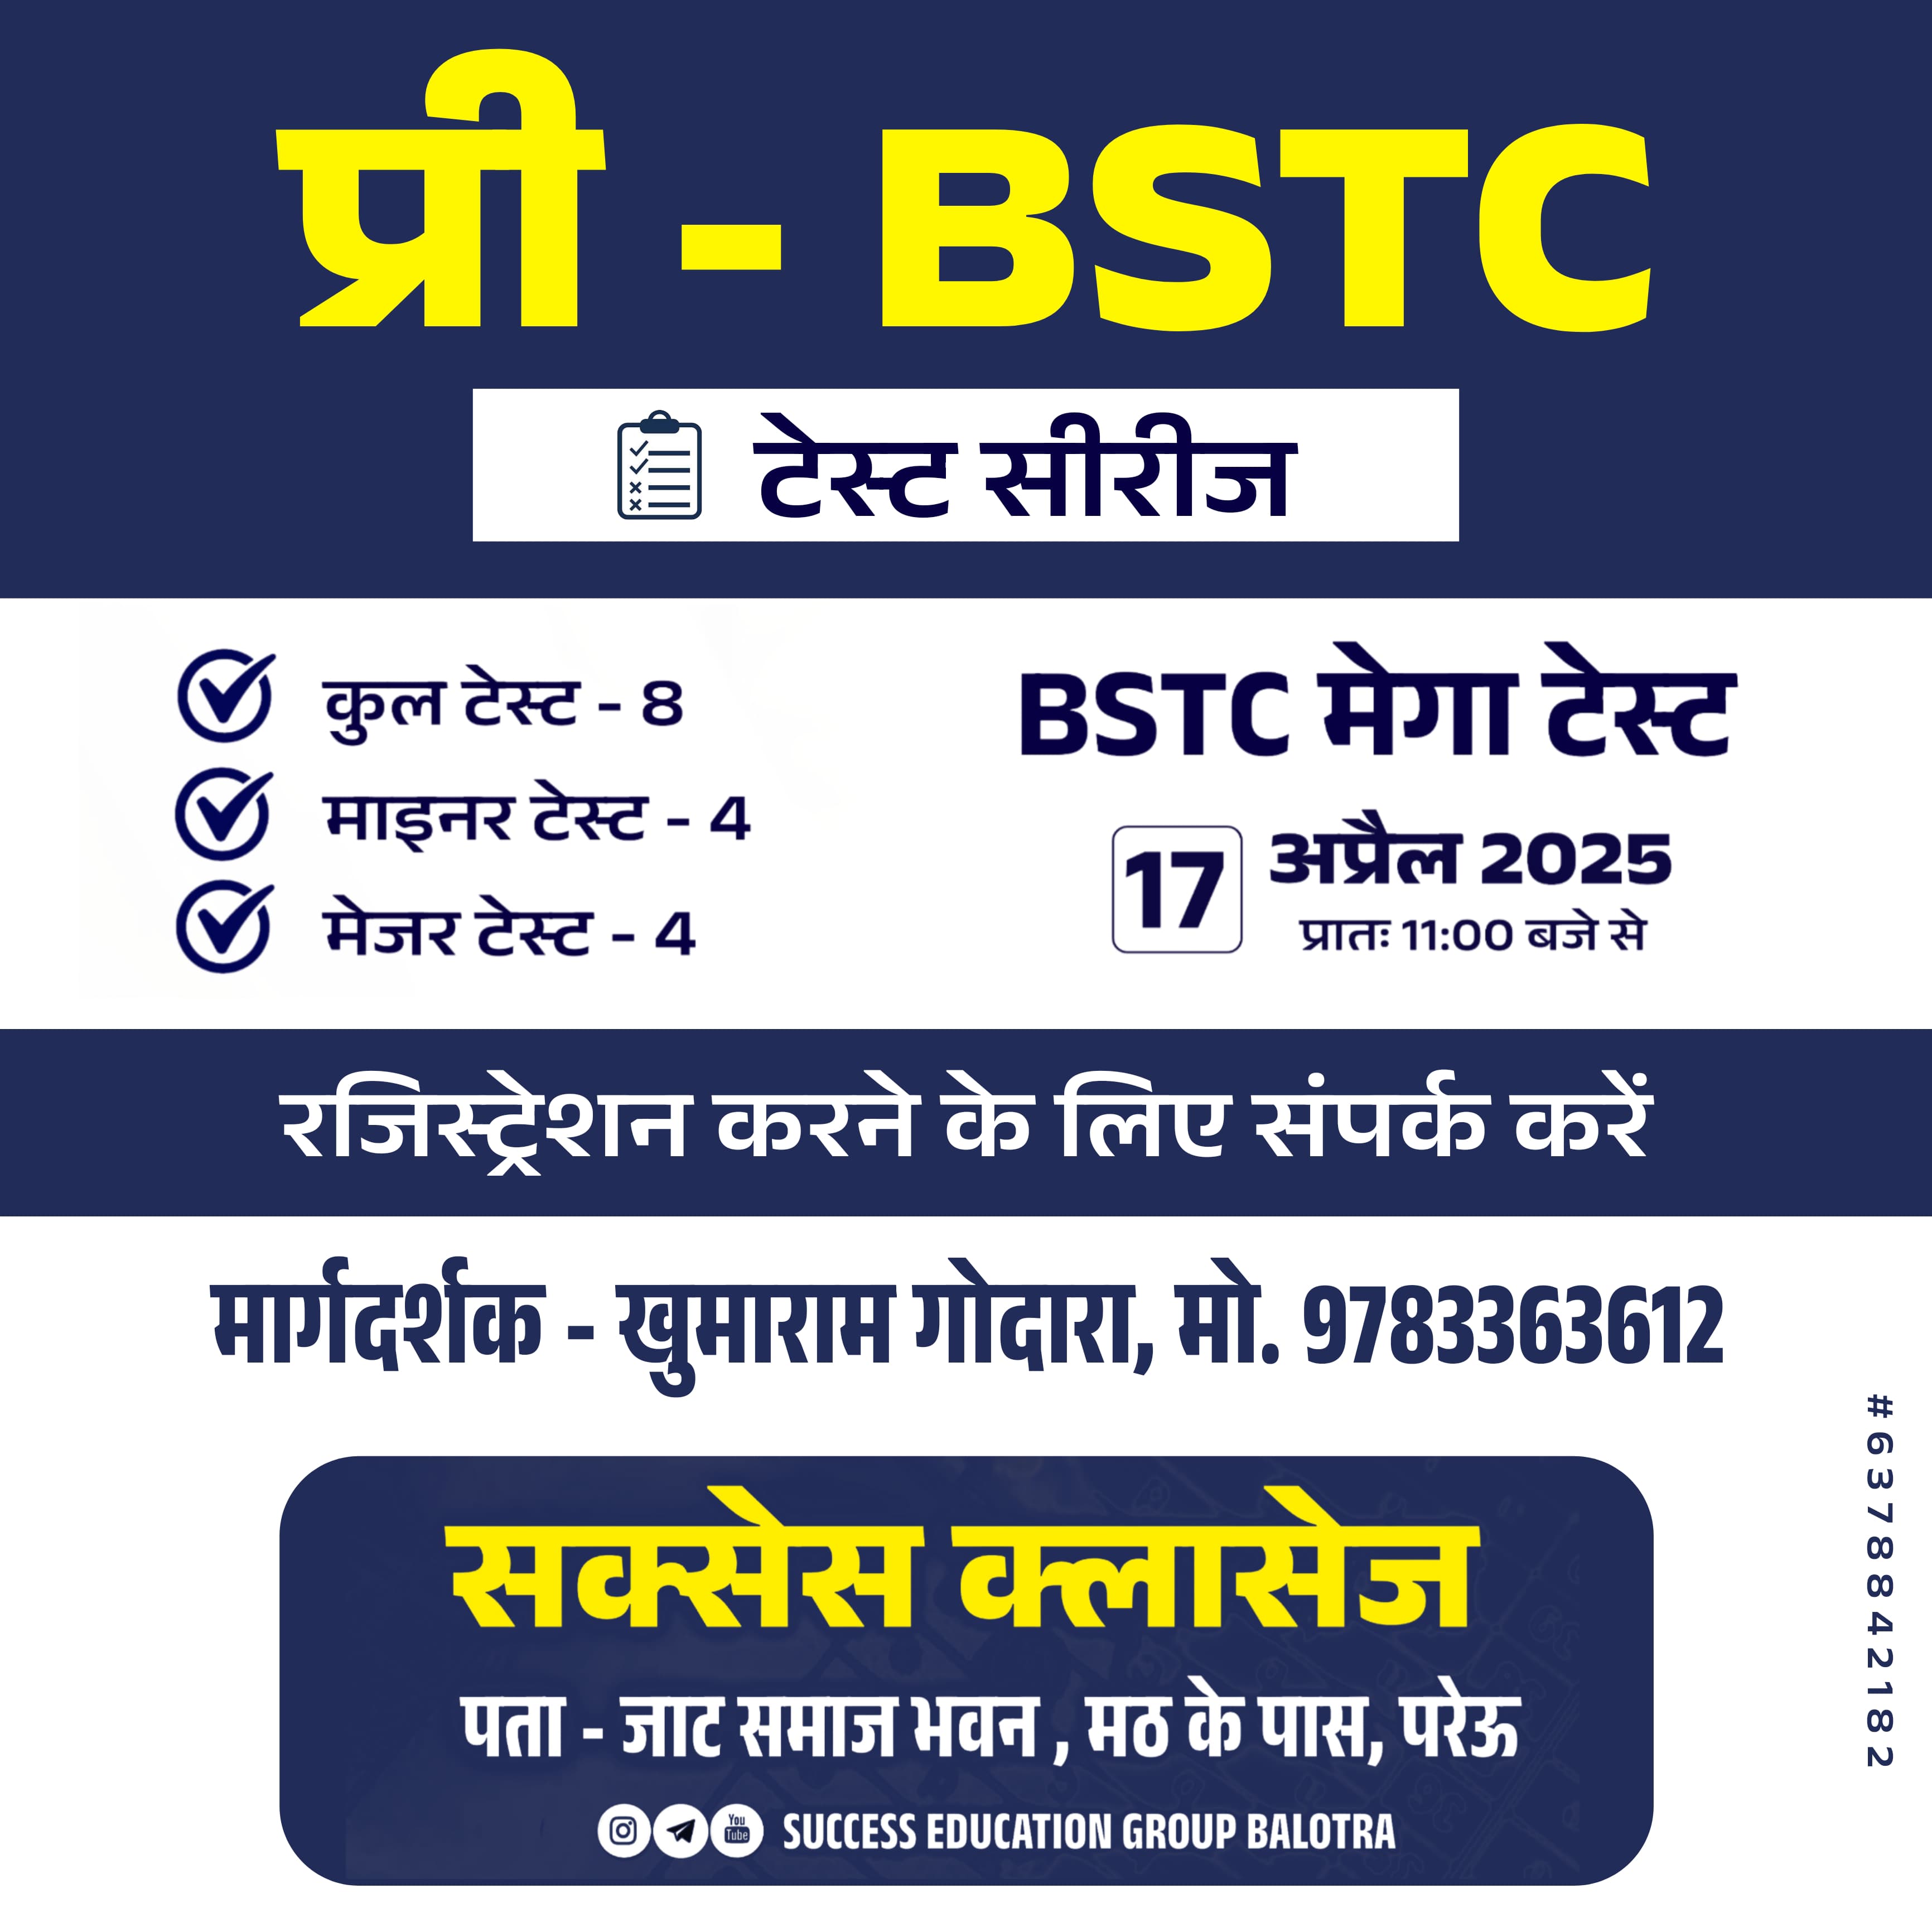 प्री - BSTC
टेस्ट सीरीज
कुल टेस्ट - 8
माइनर टेस्ट - 4
मेजर टेस्ट - 4
BSTC मेगा टेस्ट
17 अप्रैल 2025
प्रातः 11:00 बजे से
रजिस्ट्रेशन करने के लिए संपर्क करें
मार्गदर्शक - खुमाराम गोदारा, मो. 9783363612
#6378842182
सक्सेस क्लासेज
पता - जाट समाज भवन , मठ के पास, परेऊ
You Tube SUCCESS EDUCATION GROUP BALOTRA